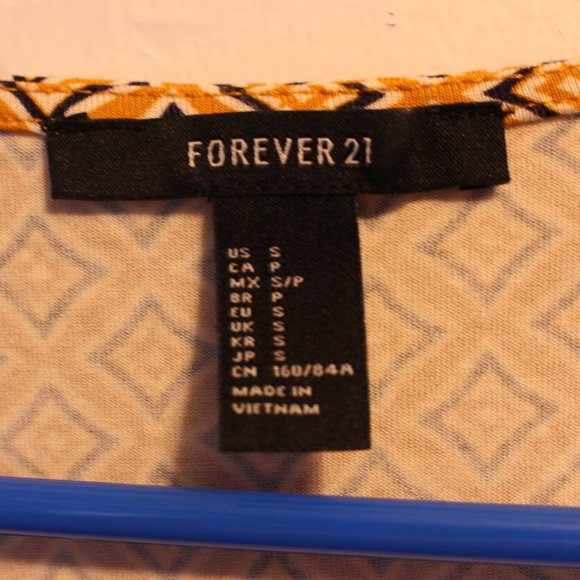 FOREVER 21
US S
CA P
MX S/P
BR P
EU S
UK S
KR S
JP S
CN 160/84A
MADE IN
VIETNAM